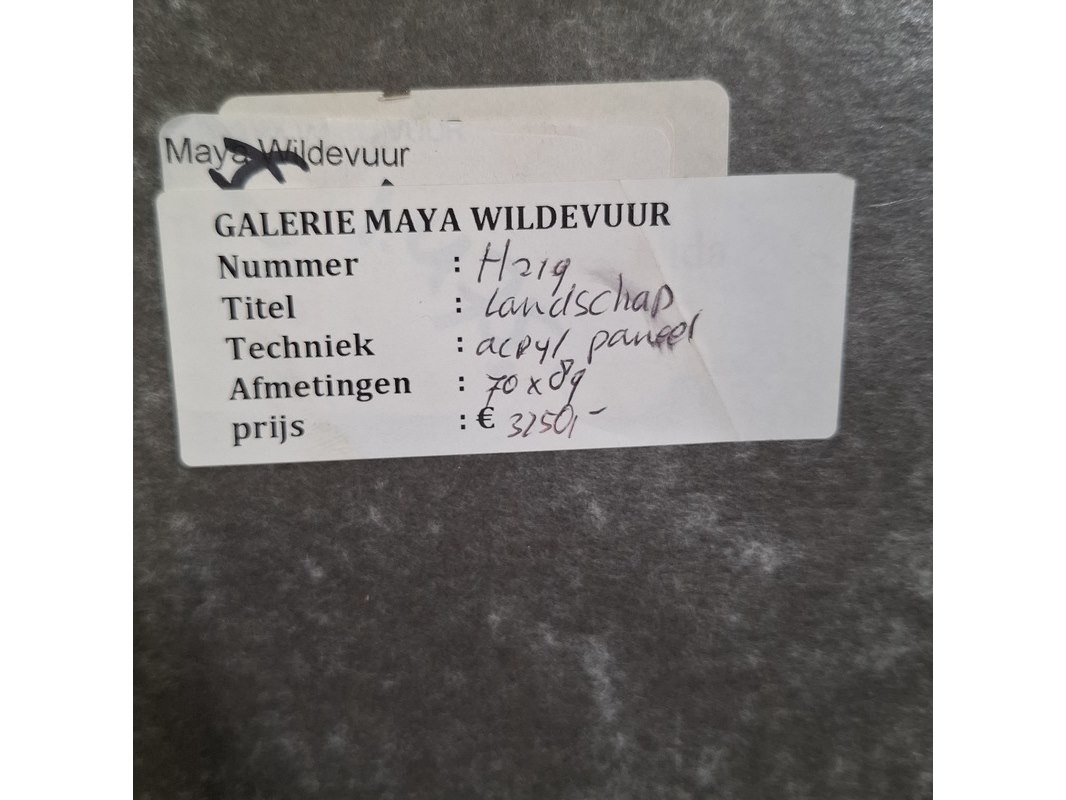 Maya Wildevuur
GALERIE MAYA WILDEVUUR
Nummer : H219
Titel : Landschap
Techniek : acryl paneel
Afmetingen : 70 x 89
prijs : € 3250,-